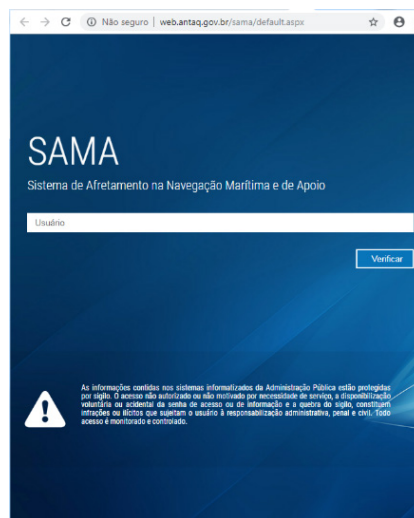 Não seguro | web.antaq.gov.br/sama/default.aspx
SAMA
Sistema de Afretamento na Navegação Marítima e de Apoio
Usuário
Verificar
As informações contidas nos sistemas informatizados da Administração Pública estão protegidas
por sigilo. O acesso não autorizado ou não motivado por necessidade de serviço, a disponibilização
voluntária ou acidental da senha de acesso ou de informação e a quebra do sigilo, constituem
infrações ou ilícitos que sujeitam o usuário à responsabilização administrativa, penal e civil. Todo
acesso é monitorado e controlado.